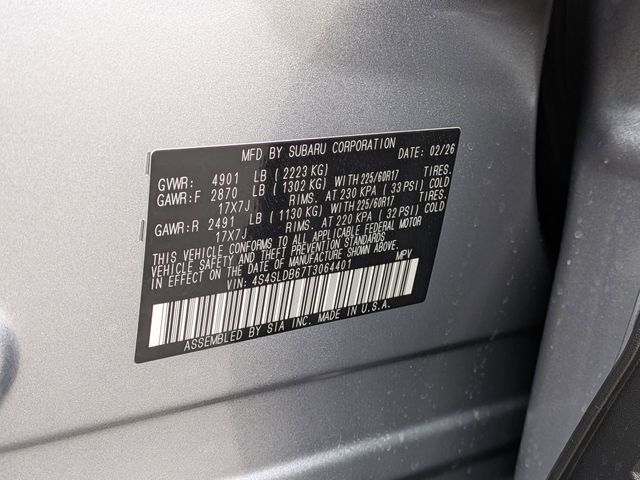 MFD BY SUBARU CORPORATION
DATE: 02/26
GVWR: 4901 LB ( 2223 KG)
GAWR:F 2870 LB ( 1302 KG) WITH 225/60R17 TIRES.
17X7J RIMS. AT 230 KPA ( 33 PSI) COLD
GAWR:R 2491 LB ( 1130 KG) WITH 225/60R17 TIRES.
17X7J RIMS. AT 220 KPA ( 32 PSI) COLD
THIS VEHICLE CONFORMS TO ALL APPLICABLE FEDERAL MOTOR
VEHICLE SAFETY AND THEFT PREVENTION STANDARDS
IN EFFECT ON THE DATE OF MANUFACTURE SHOWN ABOVE.
VIN: 4S4SLDB67T3064401 MPV
ASSEMBLED BY SIA INC. MADE IN U.S.A.